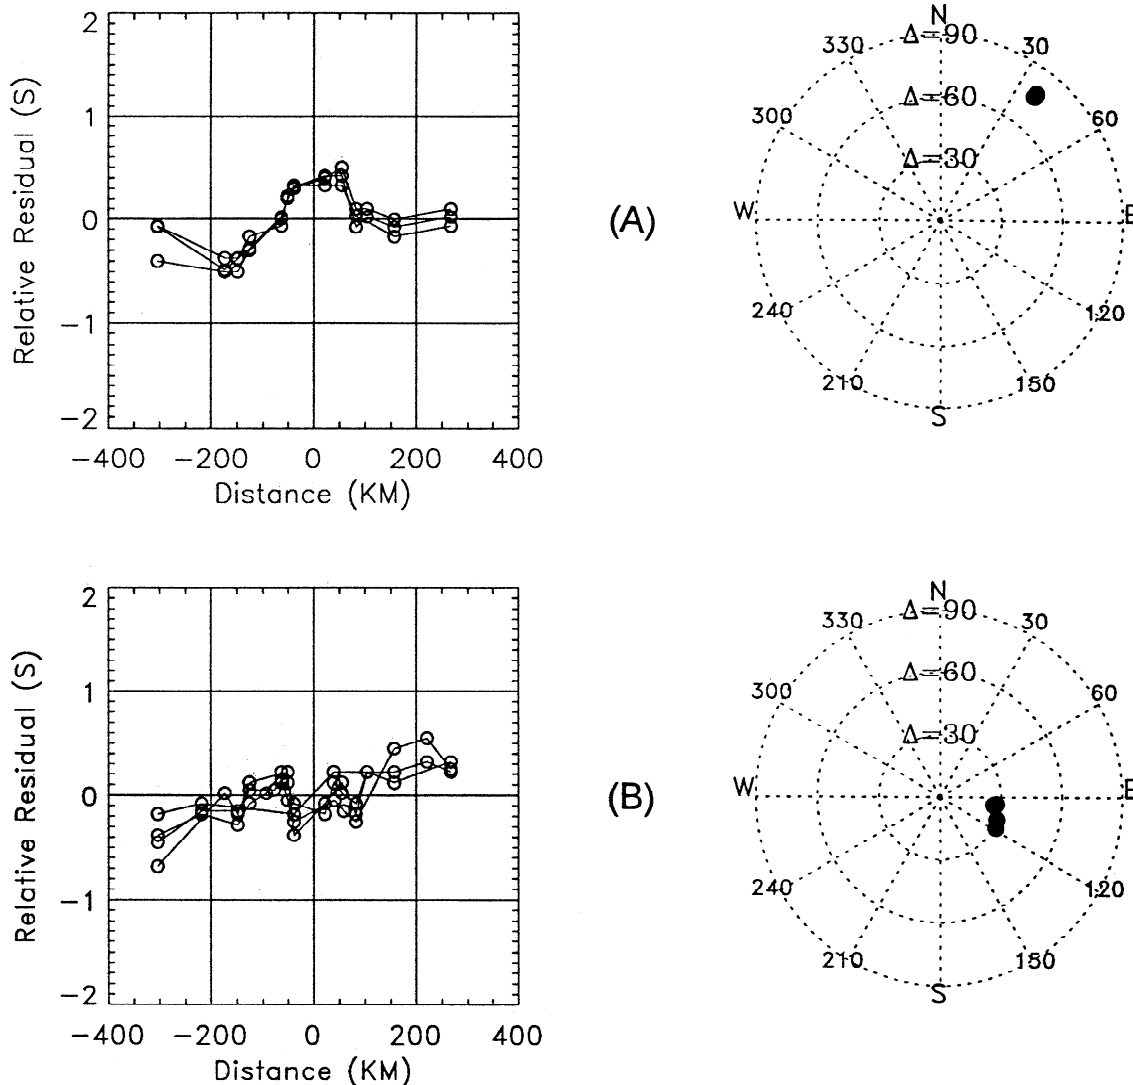 2
1
0
−1
−2
Relative Residual (S)
−400 −200 0 200 400
Distance (KM)
(A)
N
Δ=90
330
30
Δ=60
300
60
Δ=30
W
E
240
120
210
150
S
2
1
0
−1
−2
Relative Residual (S)
−400 −200 0 200 400
Distance (KM)
(B)
N
Δ=90
330
30
Δ=60
300
60
Δ=30
W
E
240
120
210
150
S